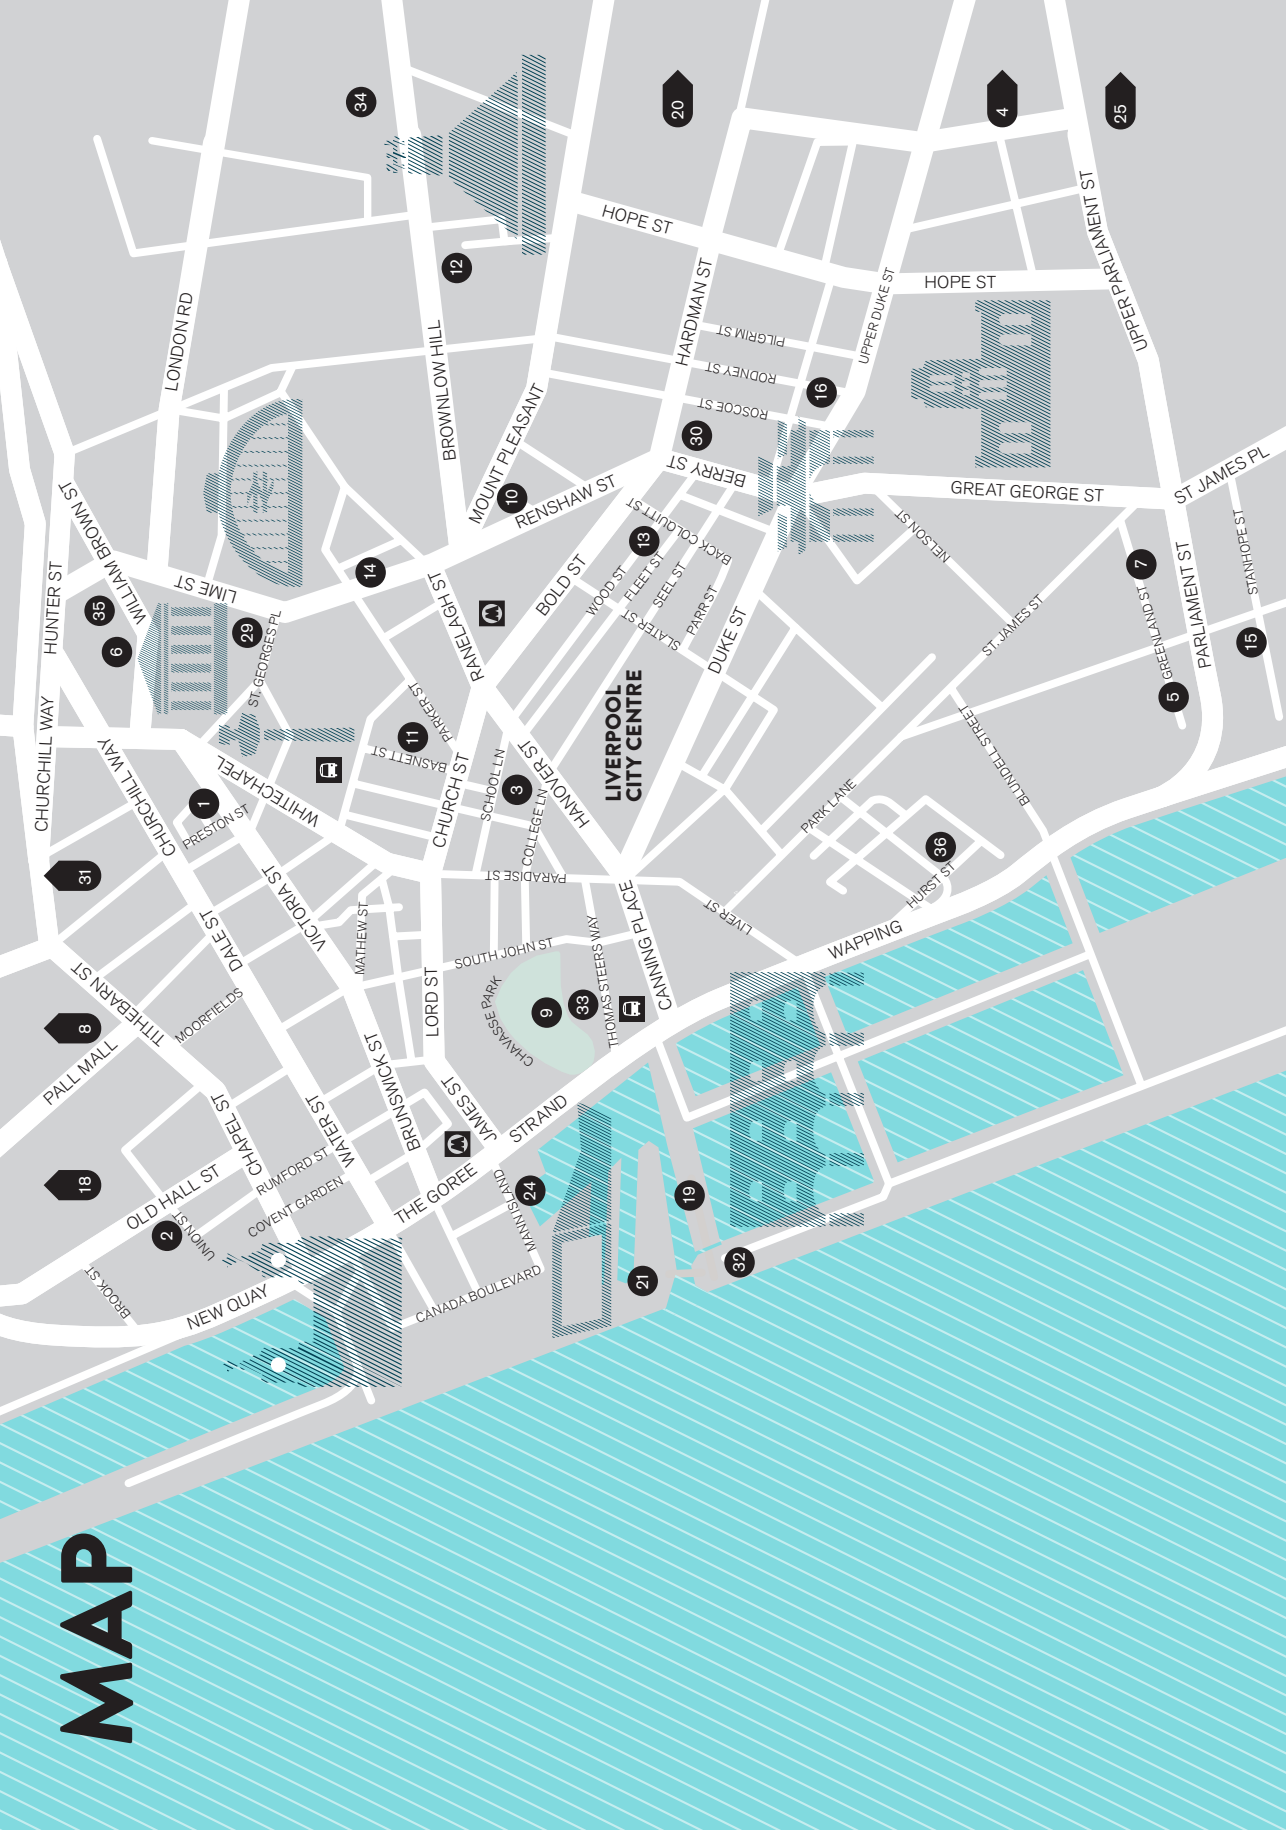 MAP
LIVERPOOL
CITY CENTRE
CHURCHILL WAY
HUNTER ST
WILLIAM BROWN ST
LONDON RD
LIME ST
ST. GEORGES PL
BROWNLOW HILL
MOUNT PLEASANT
RENSHAW ST
HOPE ST
HARDMAN ST
PILGRIM ST
RODNEY ST
ROSCOE ST
UPPER DUKE ST
HOPE ST
UPPER PARLIAMENT ST
BERRY ST
GREAT GEORGE ST
ST JAMES PL
NELSON ST
STANHOPE ST
PARLIAMENT ST
GREENLAND ST
ST. JAMES ST
BLUNDELL STREET
BACK COLQUITT ST
BOLD ST
WOOD ST
FLEET ST
SEEL ST
SLATER ST
PARR ST
DUKE ST
RANELAGH ST
PARKER ST
BASNETT ST
CHURCH ST
SCHOOL LN
COLLEGE LN
HANOVER ST
PARADISE ST
WHITECHAPEL
CHURCHILL WAY
PRESTON ST
VICTORIA ST
DALE ST
MATHEW ST
LORD ST
SOUTH JOHN ST
CHAVASSE PARK
THOMAS STEERS WAY
CANNING PLACE
LIVER ST
PARK LANE
HURST ST
WAPPING
TITHEBARN ST
MOORFIELDS
PALL MALL
CHAPEL ST
OLD HALL ST
UNION ST
BROOK ST
NEW QUAY
CHAPEL ST
RUMFORD ST
COVENT GARDEN
WATER ST
BRUNSWICK ST
JAMES ST
STRAND
THE GOREE
MANN ISLAND
CANADA BOULEVARD
34
20
4
25
12
16
30
10
13
14
35
6
29
11
1
3
31
8
18
2
9
33
24
19
21
32
36
7
5
15